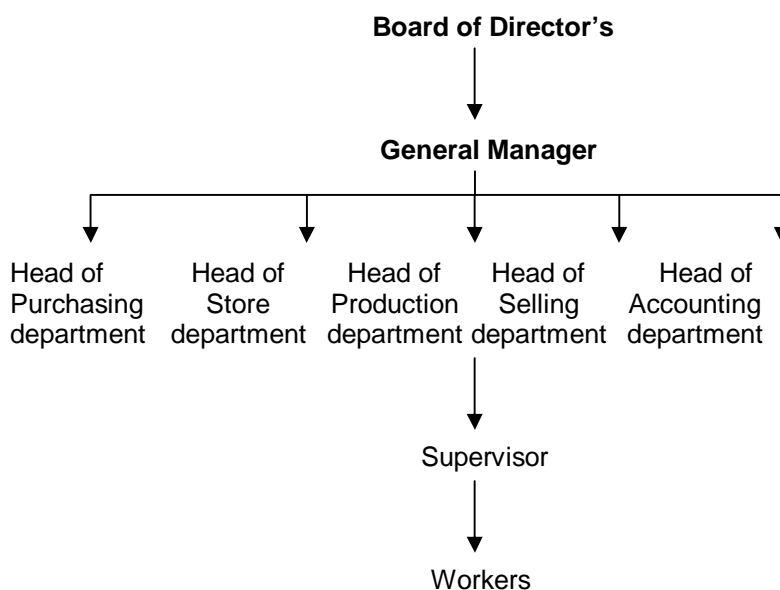 Board of Director’s
General Manager
Head of Purchasing department
Head of Store department
Head of Production department
Head of Selling department
Head of Accounting department
Supervisor
Workers